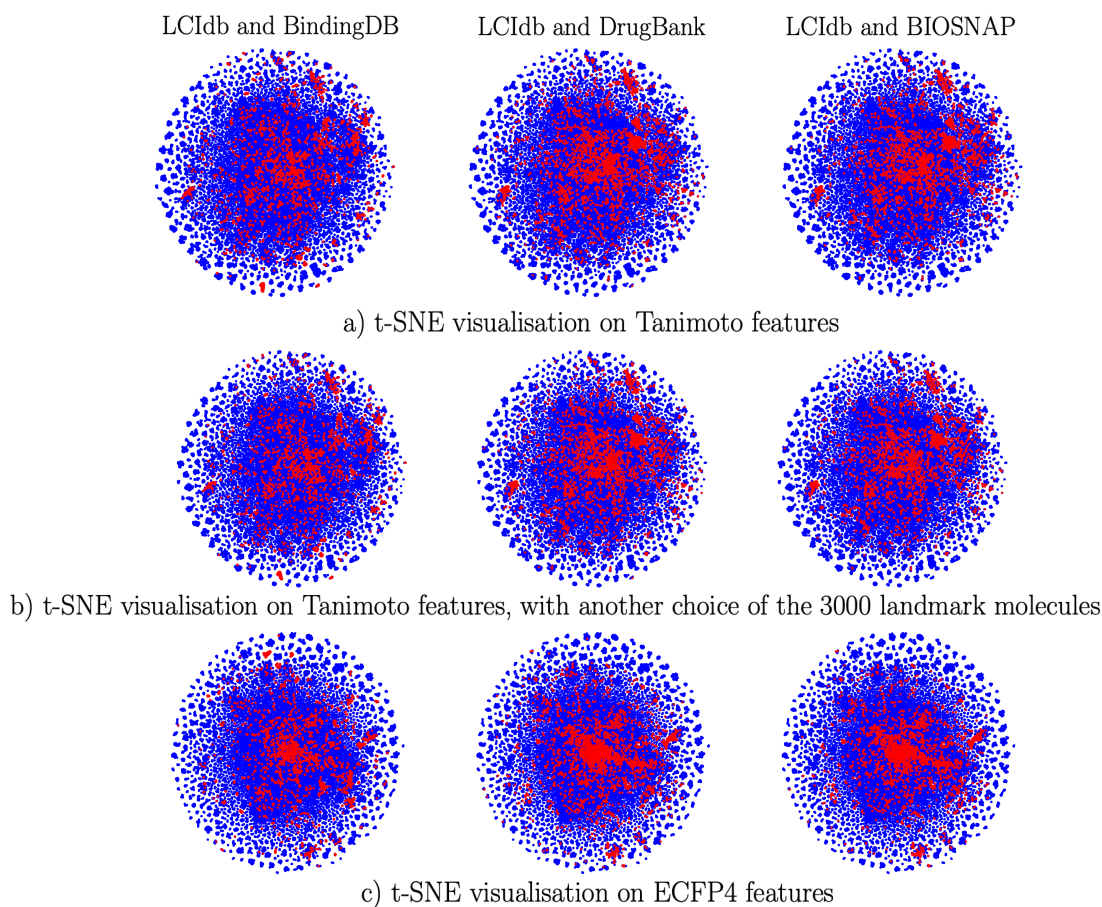 LCIdb and BindingDB LCIdb and DrugBank LCIdb and BIOSNAP
a) t-SNE visualisation on Tanimoto features
b) t-SNE visualisation on Tanimoto features, with another choice of the 3000 landmark molecules
c) t-SNE visualisation on ECFP4 features